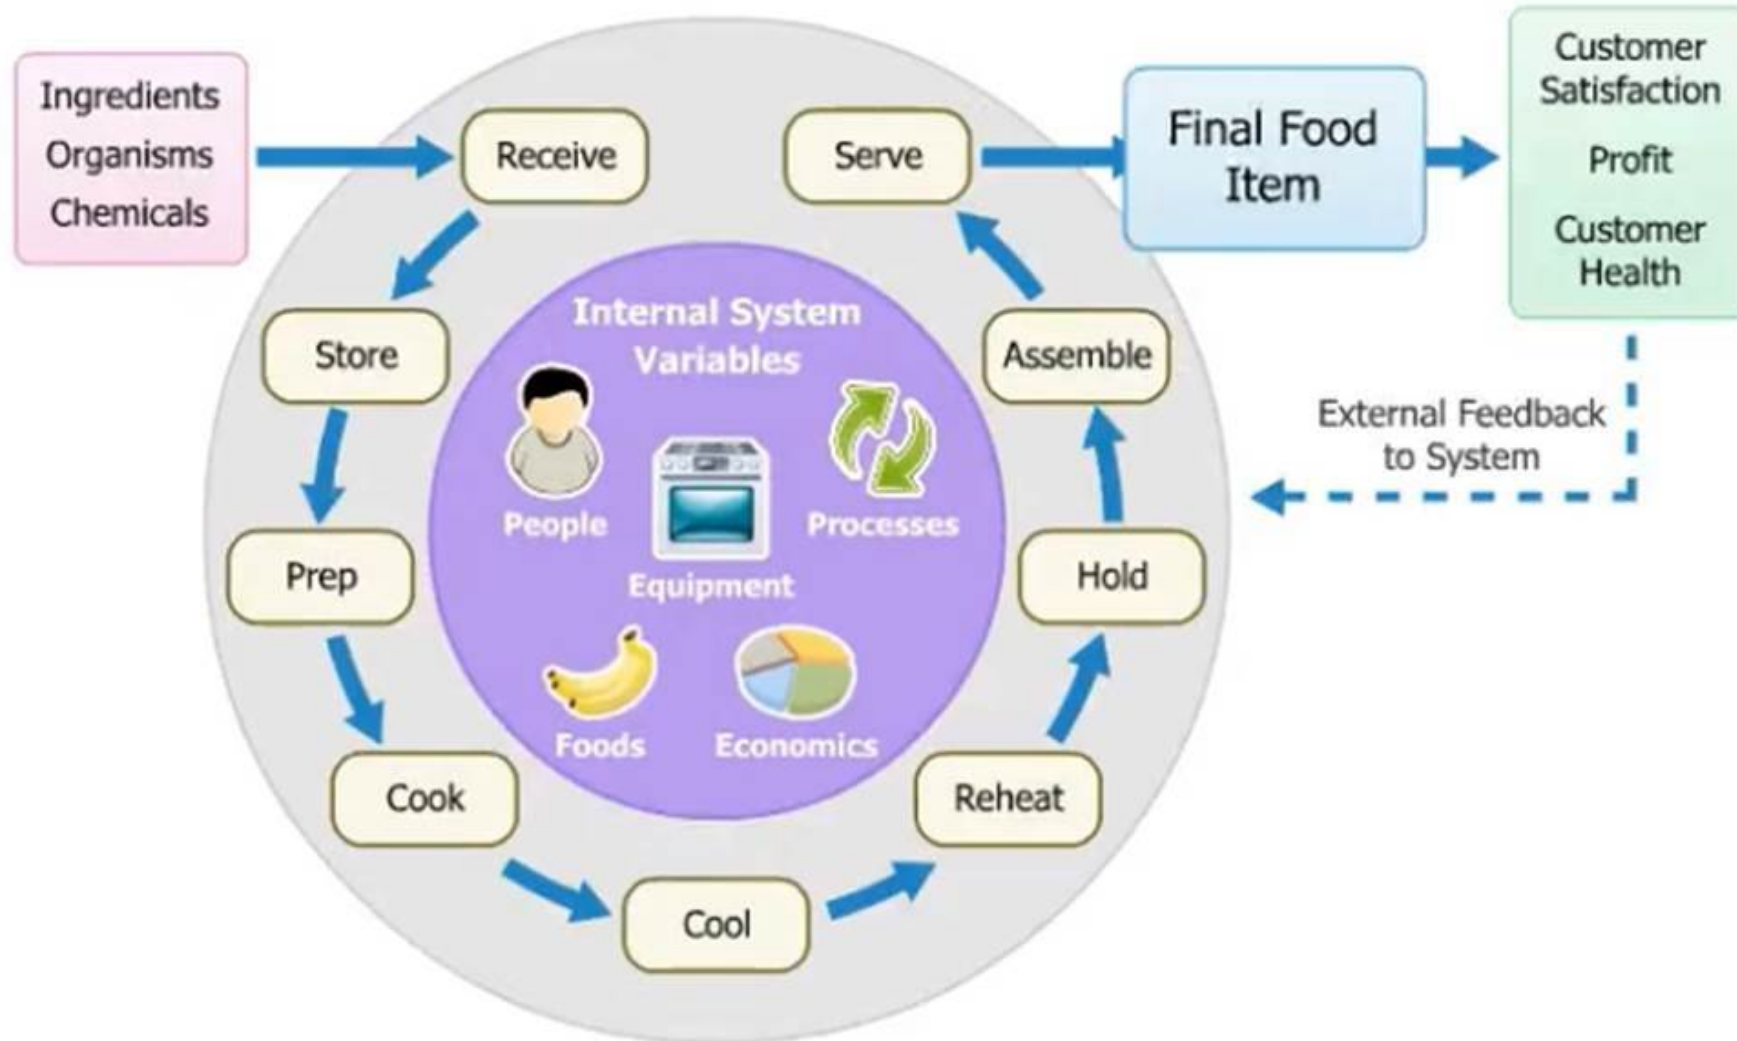 Ingredients
Organisms
Chemicals
Receive
Serve
Final Food
Item
Customer
Satisfaction
Profit
Customer
Health
Store
Internal System
Variables
Assemble
External Feedback
to System
People
Processes
Equipment
Prep
Hold
Foods
Economics
Cook
Reheat
Cool